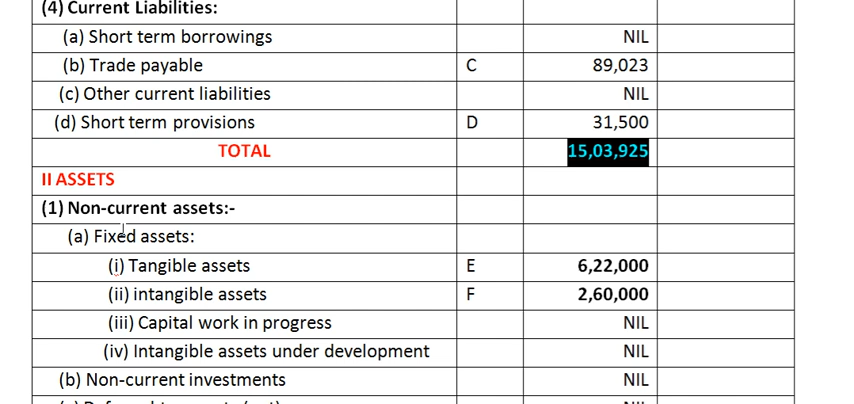 (4) Current Liabilities:
(a) Short term borrowings NIL
(b) Trade payable C 89,023
(c) Other current liabilities NIL
(d) Short term provisions D 31,500
TOTAL 15,03,925
II ASSETS
(1) Non-current assets:-
(a) Fixed assets:
(i) Tangible assets E 6,22,000
(ii) intangible assets F 2,60,000
(iii) Capital work in progress NIL
(iv) Intangible assets under development NIL
(b) Non-current investments NIL